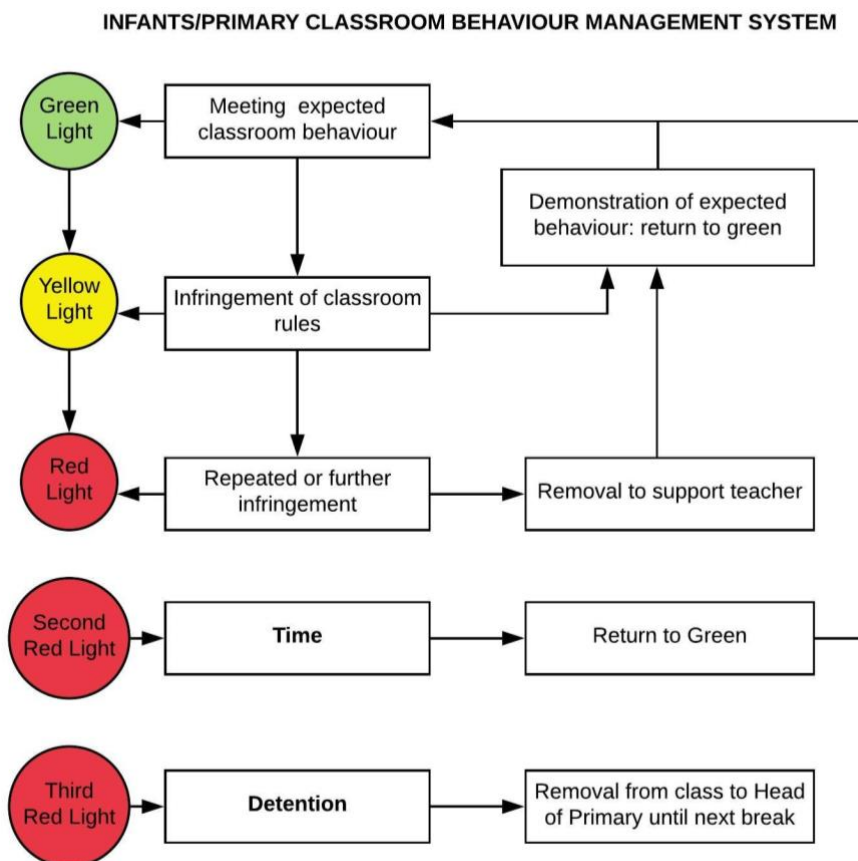 INFANTS/PRIMARY CLASSROOM BEHAVIOUR MANAGEMENT SYSTEM
Green
Light
Meeting expected
classroom behaviour
Demonstration of expected
behaviour: return to green
Yellow
Light
Infringement of classroom
rules
Red
Light
Repeated or further
infringement
Removal to support teacher
Second
Red Light
Time
Return to Green
Third
Red Light
Detention
Removal from class to Head
of Primary until next break